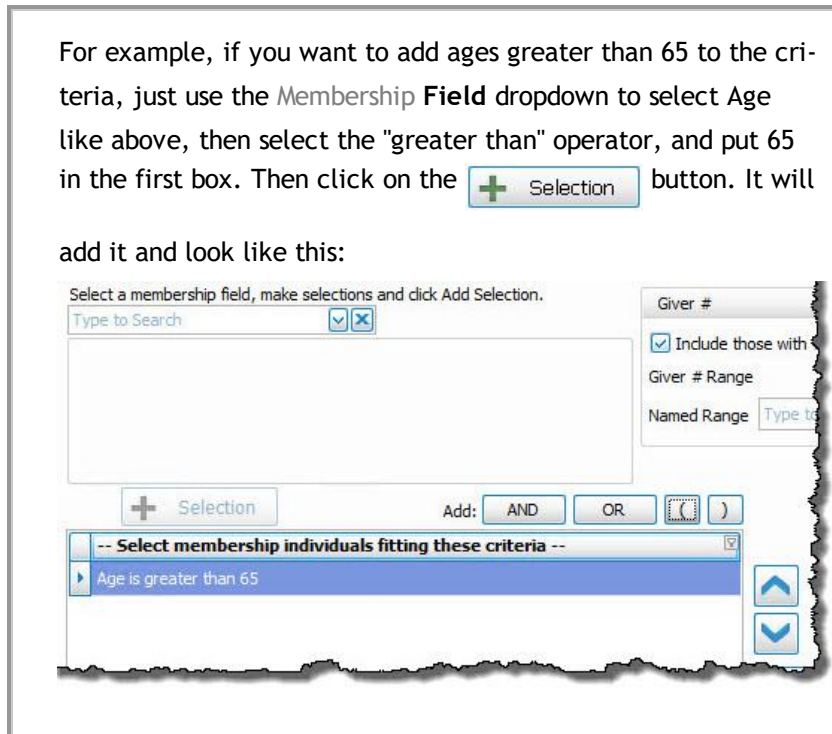 For example, if you want to add ages greater than 65 to the cri-
teria, just use the Membership Field dropdown to select Age
like above, then select the "greater than" operator, and put 65
in the first box. Then click on the Selection button. It will
add it and look like this:
Select a membership field, make selections and click Add Selection.
Type to Search
Giver #
Include those with
Giver # Range
Named Range Type to
Selection
Add: AND OR ( )
-- Select membership individuals fitting these criteria --
Age is greater than 65